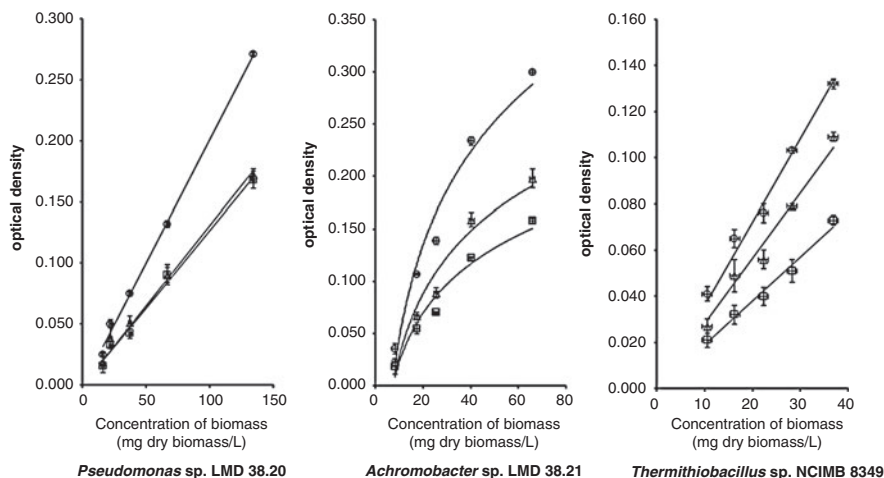 optical density
0.300
0.250
0.200
0.150
0.100
0.050
0.000
0 50 100 150
Concentration of biomass
(mg dry biomass/L)
Pseudomonas sp. LMD 38.20
optical density
0.350
0.300
0.250
0.200
0.150
0.100
0.050
0.000
0 20 40 60 80
Concentration of biomass
(mg dry biomass/L)
Achromobacter sp. LMD 38.21
optical density
0.160
0.140
0.120
0.100
0.080
0.060
0.040
0.020
0.000
0 10 20 30 40
Concentration of biomass
(mg dry biomass/L)
Thermithiobacillus sp. NCIMB 8349